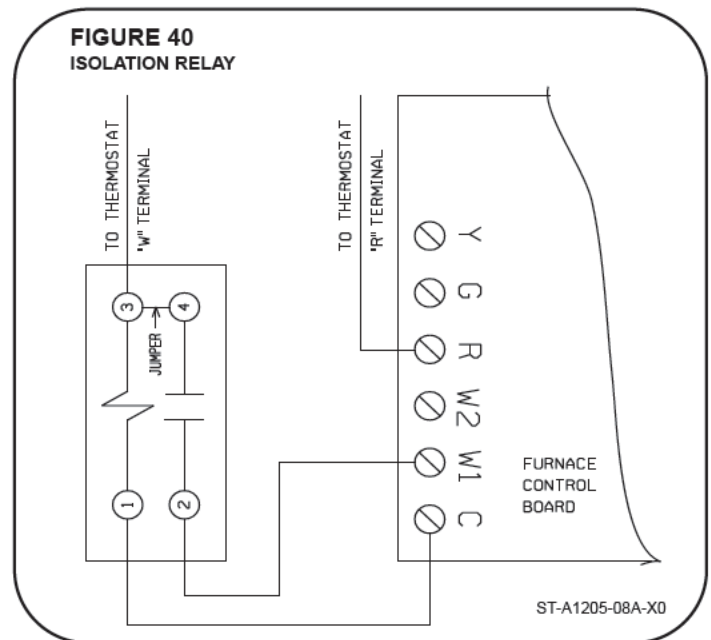 FIGURE 40
ISOLATION RELAY
TO THERMOSTAT
"W" TERMINAL
TO THERMOSTAT
"R" TERMINAL
3
4
JUMPER
1
2
Y
G
R
W2
W1
C
FURNACE
CONTROL
BOARD
ST-A1205-08A-X0